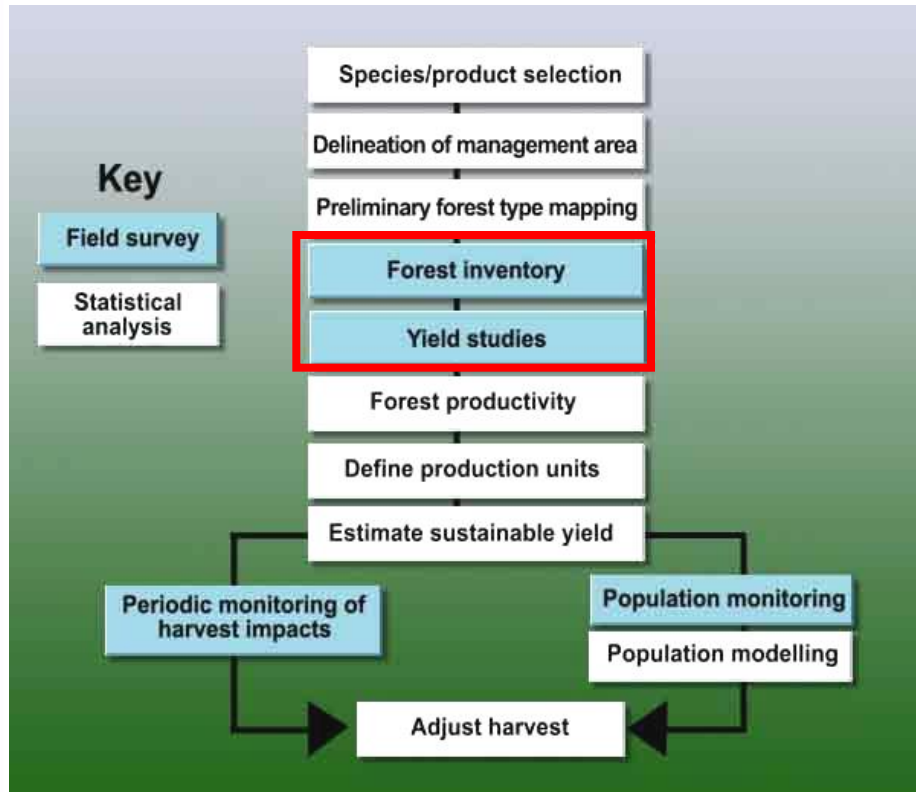 Species/product selection
Delineation of management area
Key
Preliminary forest type mapping
Field survey
Forest inventory
Statistical
analysis
Yield studies
Forest productivity
Define production units
Estimate sustainable yield
Periodic monitoring of
harvest impacts
Population monitoring
Population modelling
Adjust harvest